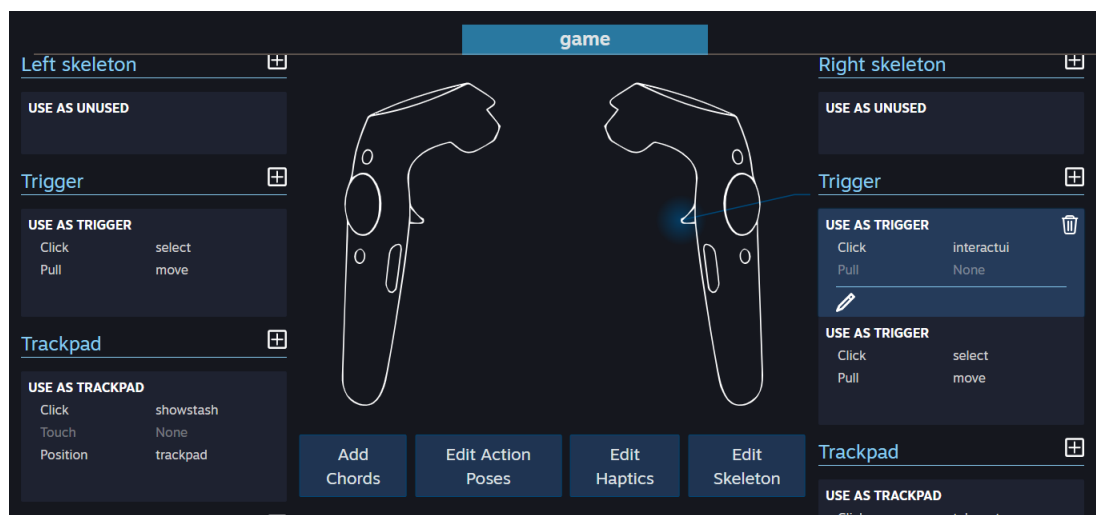 game
Left skeleton
USE AS UNUSED
Trigger
USE AS TRIGGER
Click select
Pull move
Trackpad
USE AS TRACKPAD
Click showstash
Touch None
Position trackpad
Add
Chords
Edit Action
Poses
Edit
Haptics
Edit
Skeleton
Right skeleton
USE AS UNUSED
Trigger
USE AS TRIGGER
Click interactui
Pull None
USE AS TRIGGER
Click select
Pull move
Trackpad
USE AS TRACKPAD